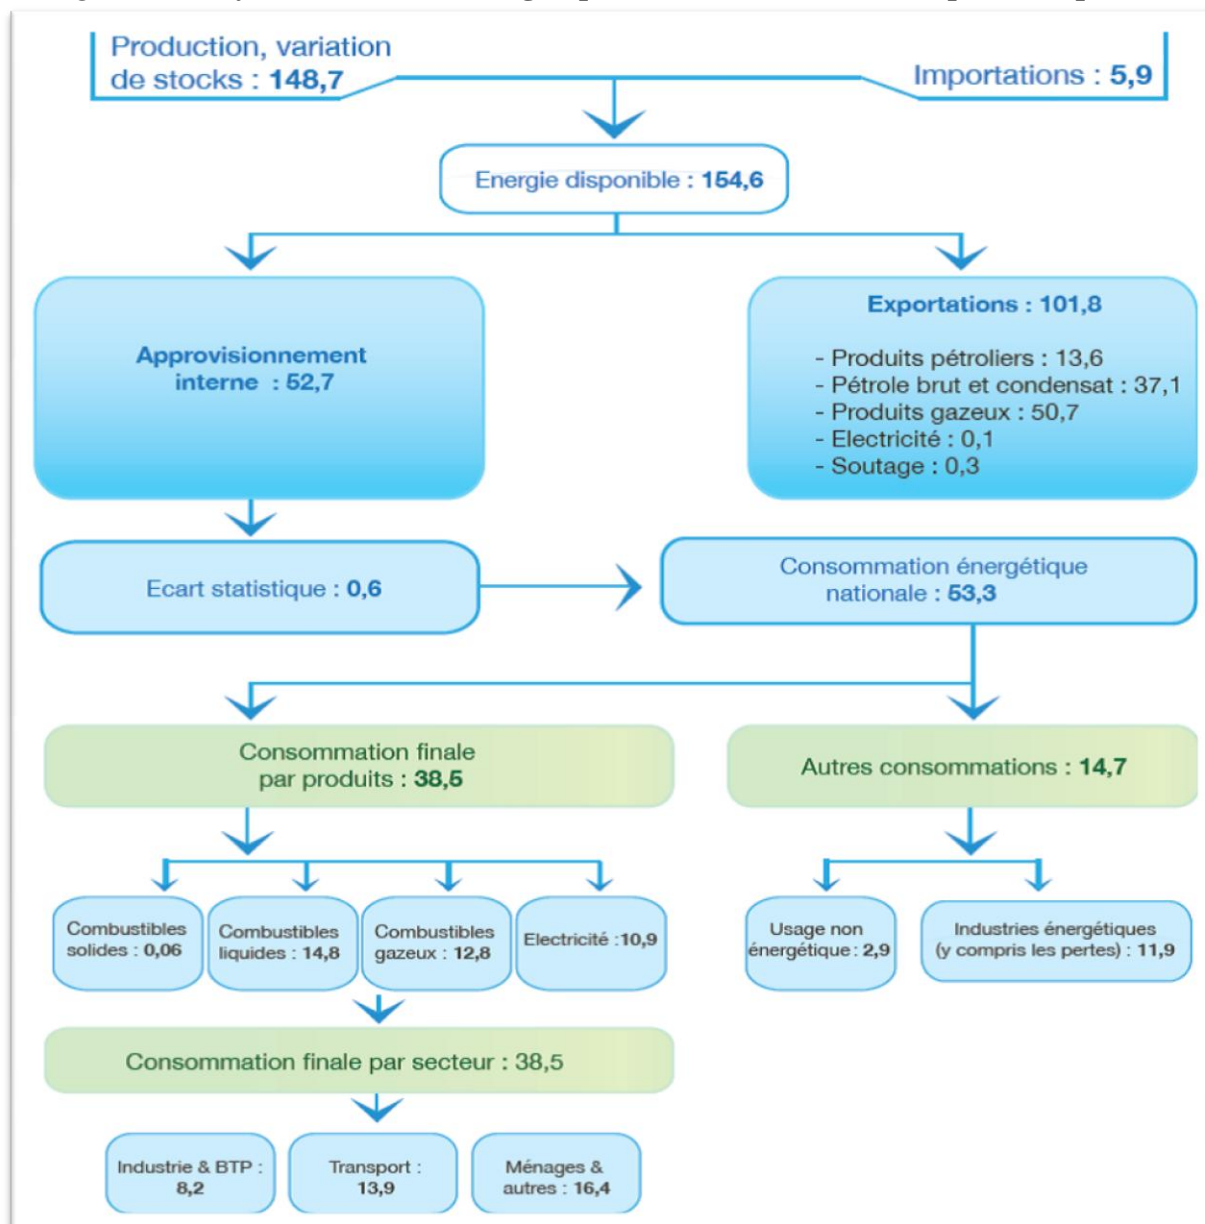 Production, variation
de stocks : 148,7
Importations : 5,9
Energie disponible : 154,6
Approvisionnement
interne : 52,7
Exportations : 101,8
- Produits pétroliers : 13,6
- Pétrole brut et condensat : 37,1
- Produits gazeux : 50,7
- Electricité : 0,1
- Soutage : 0,3
Ecart statistique : 0,6
Consommation énergétique
nationale : 53,3
Consommation finale
par produits : 38,5
Autres consommations : 14,7
Combustibles
solides : 0,06
Combustibles
liquides : 14,8
Combustibles
gazeux : 12,8
Electricité :10,9
Usage non
énergétique : 2,9
Industries énergétiques
(y compris les pertes) : 11,9
Consommation finale par secteur : 38,5
Industrie & BTP :
8,2
Transport :
13,9
Ménages &
autres : 16,4